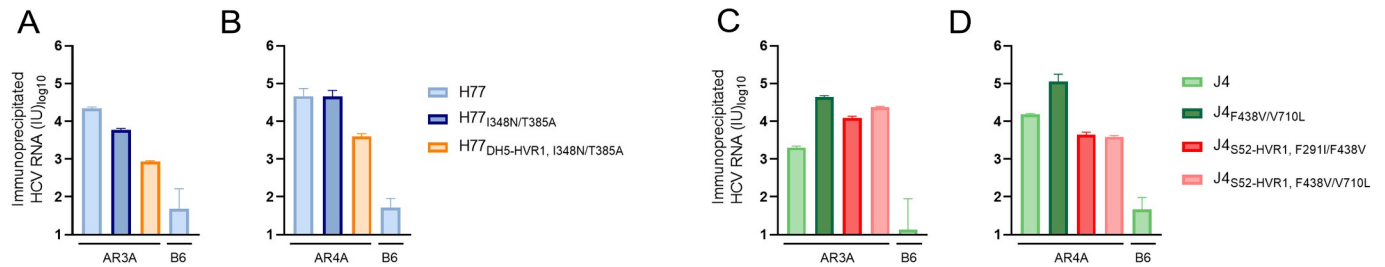 A
Immunoprecipitated
HCV RNA (IU)log10
6
5
4
3
2
1
AR3A
B6
B
6
5
4
3
2
1
AR4A
B6
H77
H77I348N/T385A
H77DH5-HVR1, I348N/T385A
C
Immunoprecipitated
HCV RNA (IU)log10
6
5
4
3
2
1
AR3A
B6
D
6
5
4
3
2
1
AR4A
B6
J4
J4F438V/V710L
J4S52-HVR1, F291I/F438V
J4S52-HVR1, F438V/V710L